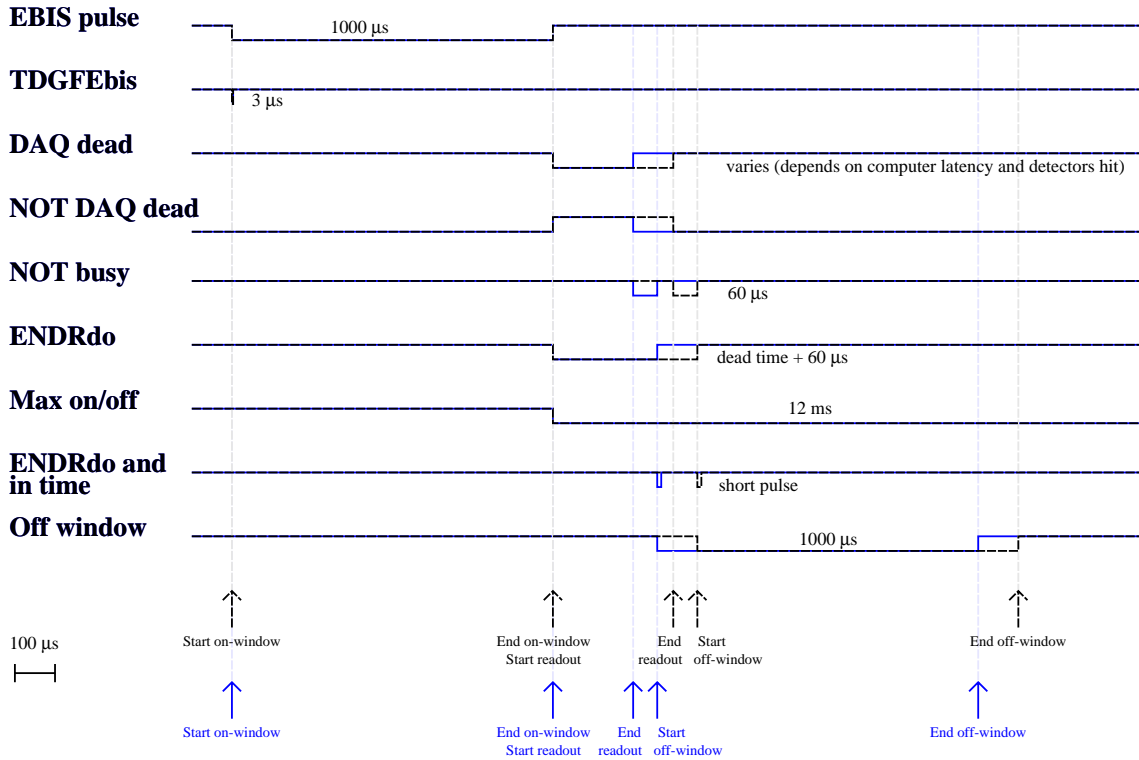 EBIS pulse
1000 µs
TDGFEbis
3 µs
DAQ dead
varies (depends on computer latency and detectors hit)
NOT DAQ dead
NOT busy
60 µs
ENDRdo
dead time + 60 µs
Max on/off
12 ms
ENDRdo and
in time
short pulse
Off window
1000 µs
100 µs
Start on-window
End on-window
Start readout
End
readout
Start
off-window
End off-window
Start on-window
End on-window
Start readout
End
readout
Start
off-window
End off-window